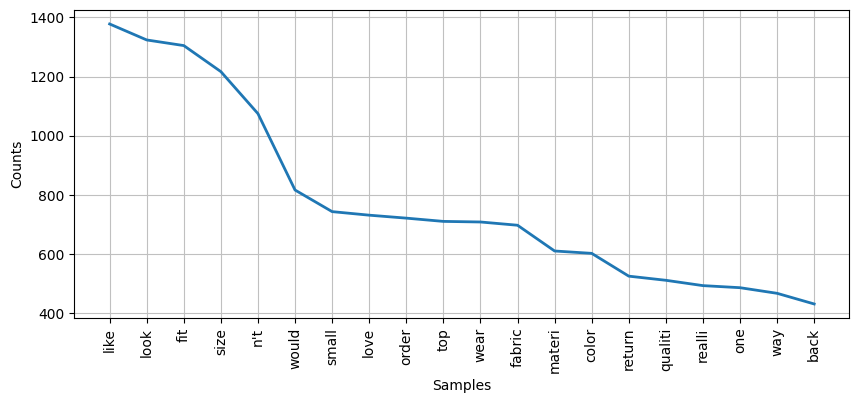 1400
1200
1000
800
600
400
Counts
like look fit size n't would small love order top wear fabric materi color return qualiti realli one way back
Samples